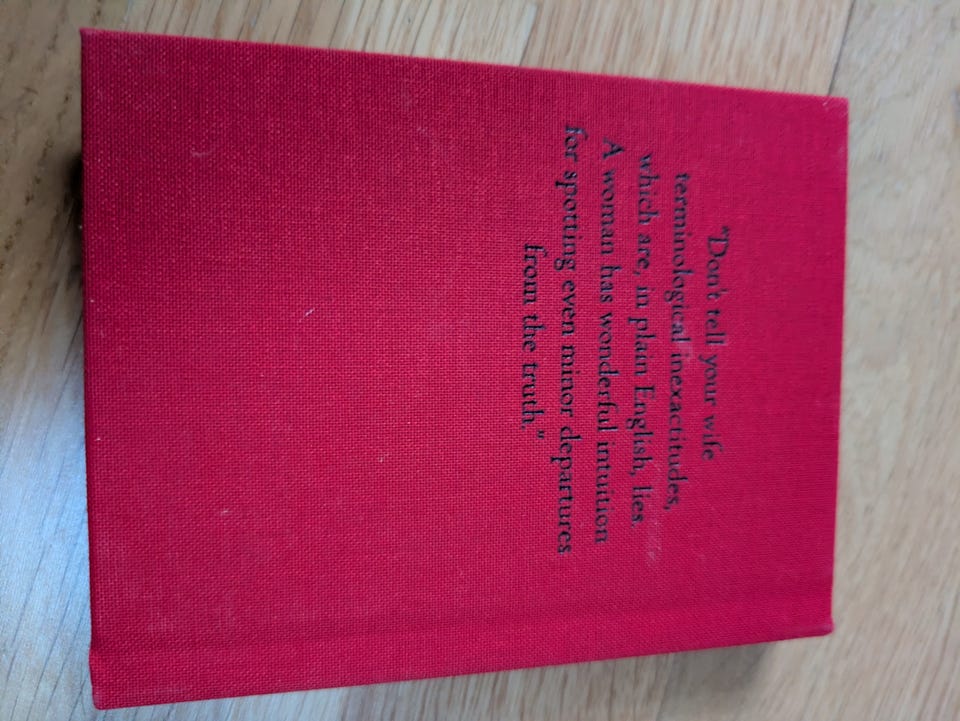 "Don't tell your wife
terminological inexactitudes,
which are, in plain English, lies.
A woman has wonderful intuition
for spotting even minor departures
from the truth."